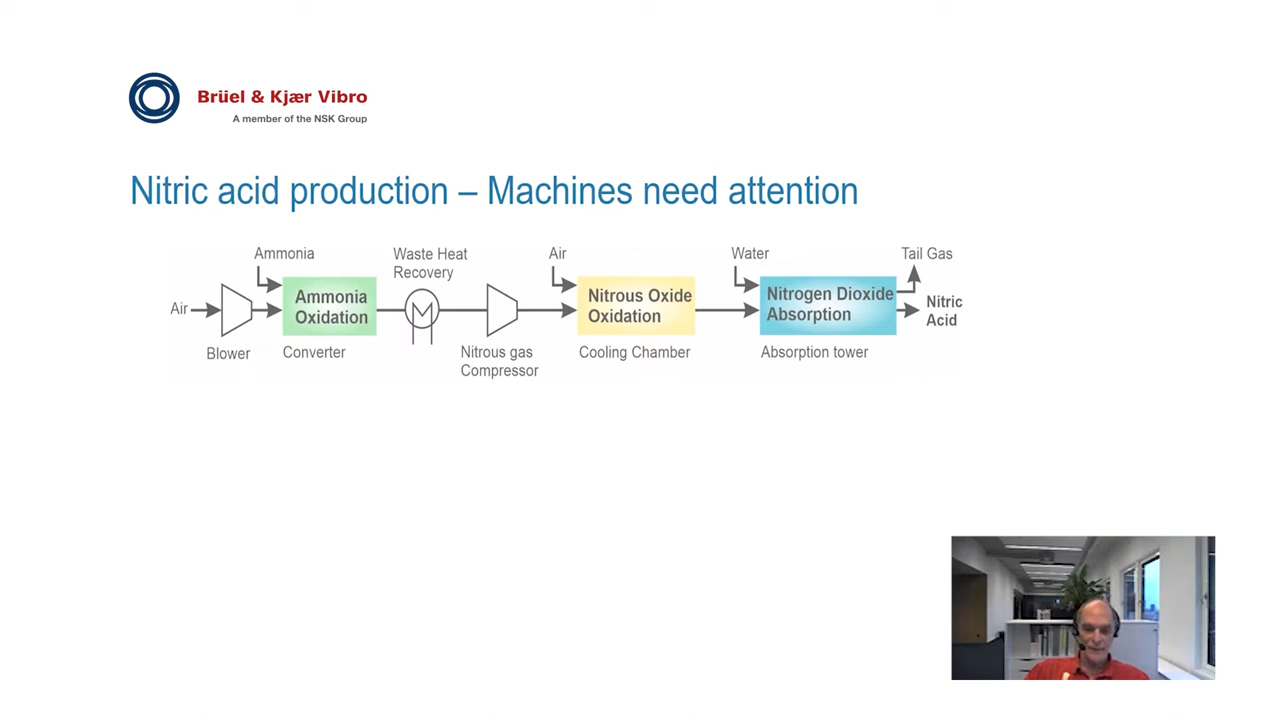 Brüel & Kjær Vibro
A member of the NSK Group
Nitric acid production – Machines need attention
Ammonia
Waste Heat
Recovery
Air
Water
Tail Gas
Air
Ammonia
Oxidation
Nitrous Oxide
Oxidation
Nitrogen Dioxide
Absorption
Nitric
Acid
Blower
Converter
Nitrous gas
Compressor
Cooling Chamber
Absorption tower